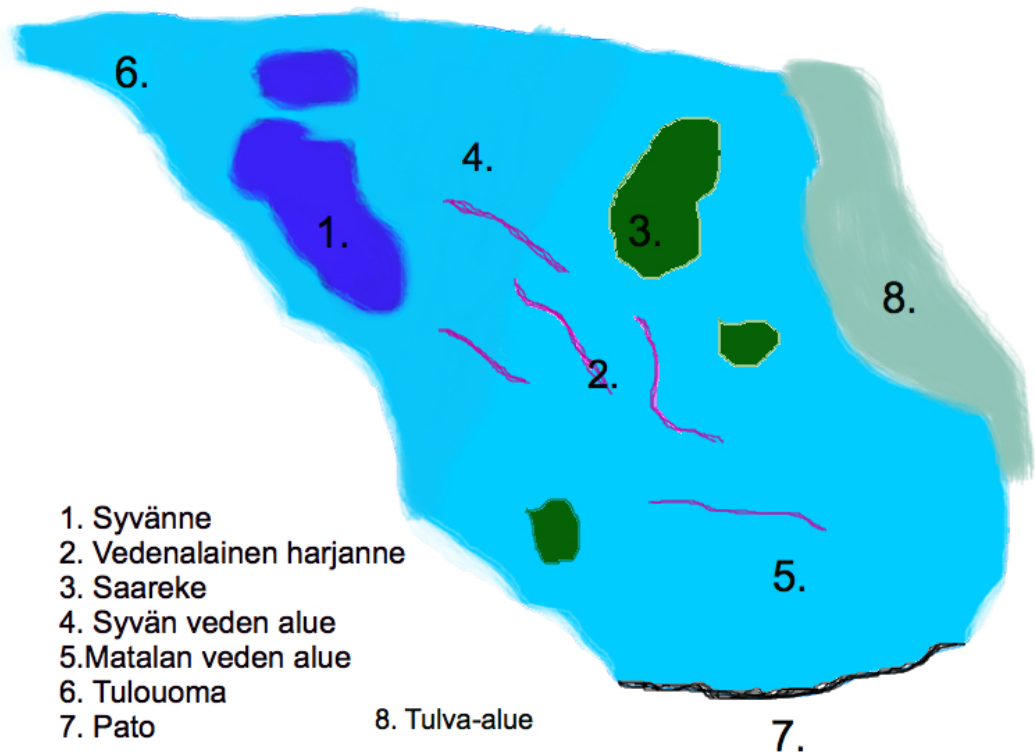 6.
4.
1.
3.
8.
2.
5.
1. Syvänne
2. Vedenalainen harjanne
3. Saareke
4. Syvän veden alue
5.Matalan veden alue
6. Tulouoma
7. Pato
8. Tulva-alue
7.